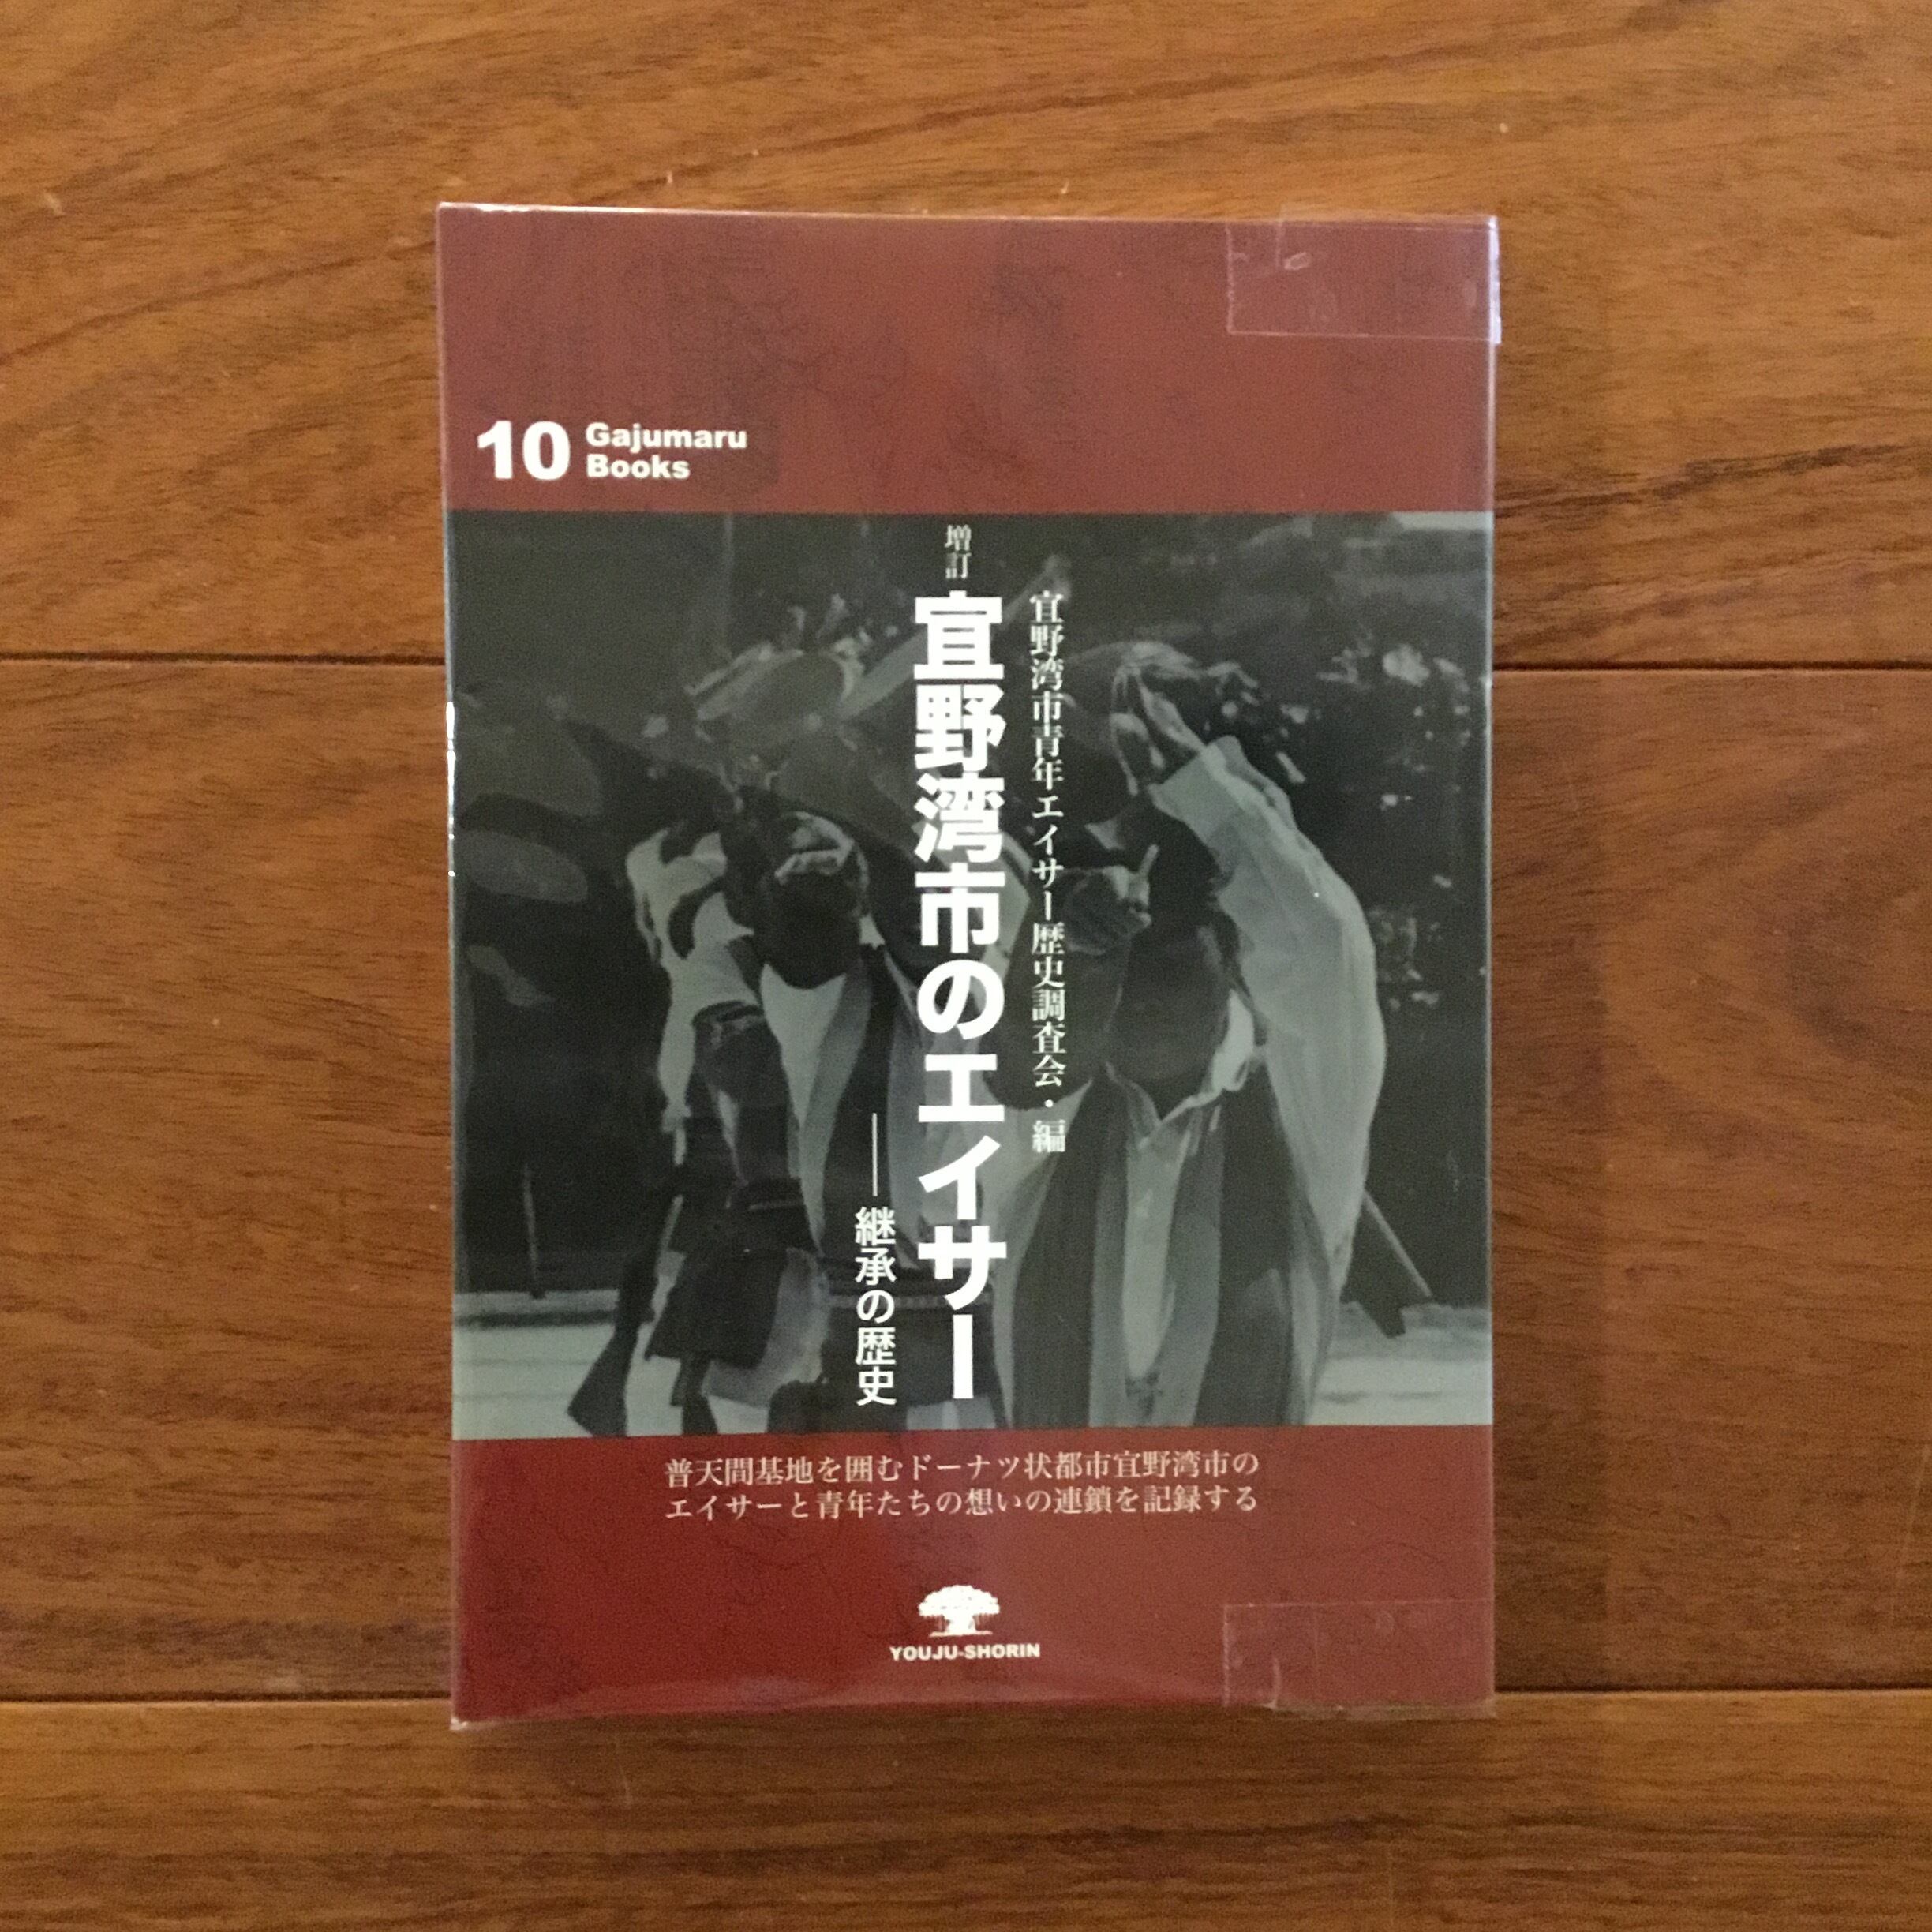 10 Gajumaru
Books
宜野湾市青年エイサー歴史調査会・編
増訂
宜野湾市のエイサー
――継承の歴史
普天間基地を囲むドーナツ状都市宜野湾市の
エイサーと青年たちの想いの連鎖を記録する
YOUJU-SHORIN